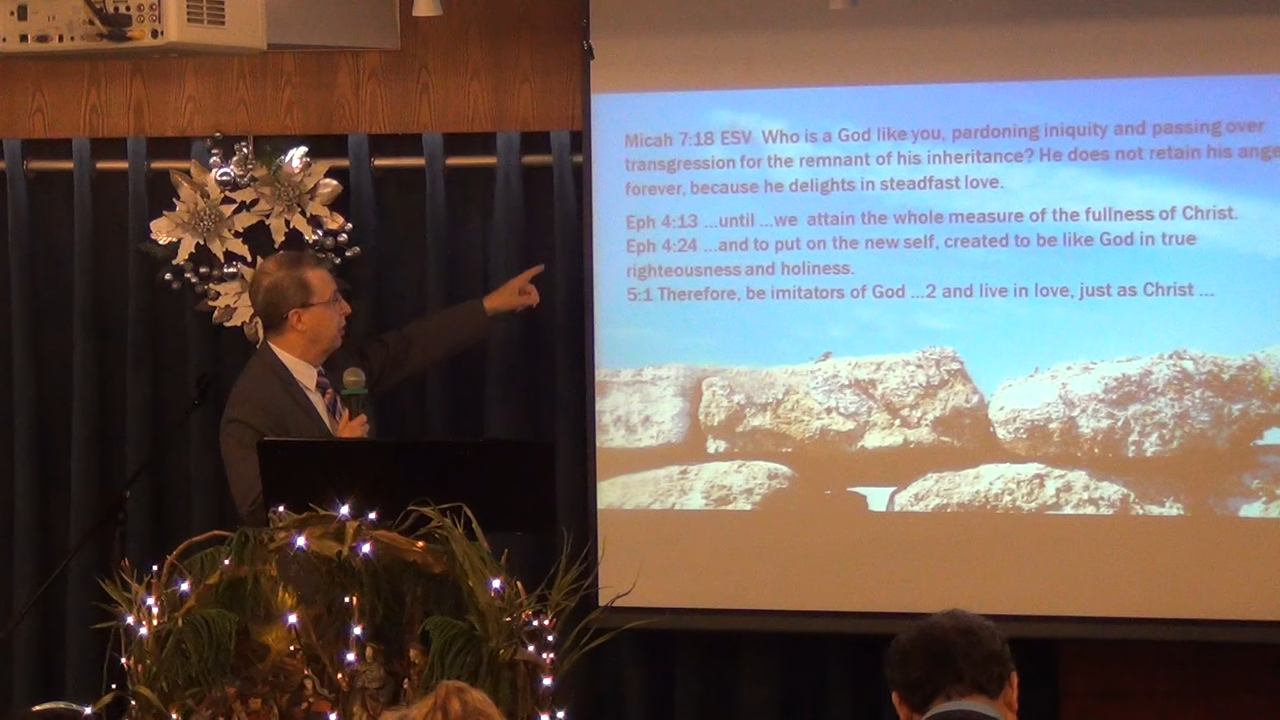 Micah 7:18 ESV Who is a God like you, pardoning iniquity and passing over
transgression for the remnant of his inheritance? He does not retain his ange
forever, because he delights in steadfast love.
Eph 4:13 ...until ...we attain the whole measure of the fullness of Christ.
Eph 4:24 ...and to put on the new self, created to be like God in true
righteousness and holiness.
5:1 Therefore, be imitators of God ...2 and live in love, just as Christ ...